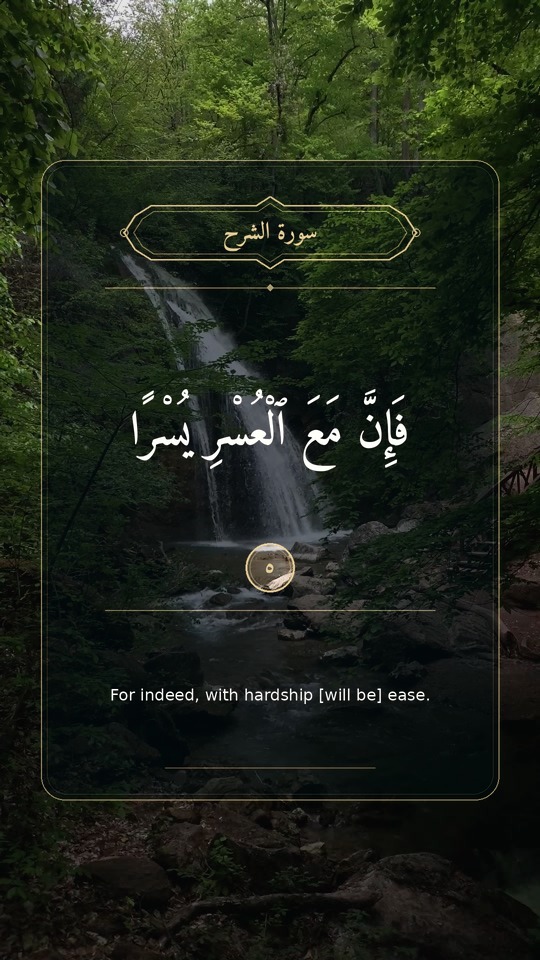 سورة الشرح
فَإِنَّ مَعَ ٱلْعُسْرِ يُسْرًا
٥
For indeed, with hardship [will be] ease.